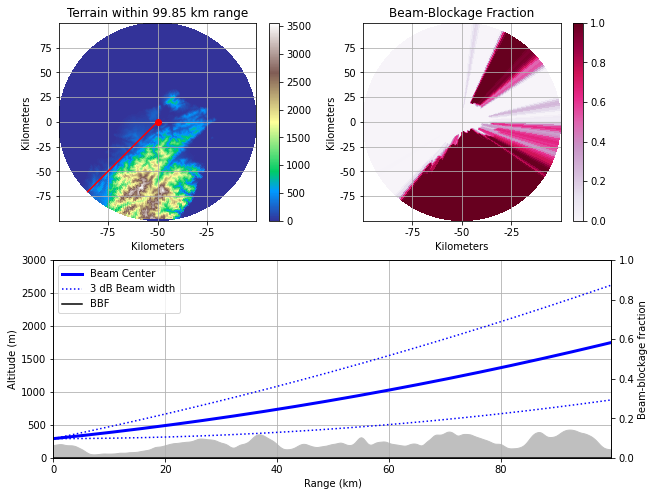 Terrain within 99.85 km range
Beam-Blockage Fraction
Kilometers
75
50
25
0
-25
-50
-75
-75 -50 -25
Kilometers
3500
3000
2500
2000
1500
1000
500
0
Kilometers
75
50
25
0
-25
-50
-75
-75 -50 -25
Kilometers
1.0
0.8
0.6
0.4
0.2
0.0
Beam Center
3 dB Beam width
BBF
Altitude (m)
3000
2500
2000
1500
1000
500
0
0 20 40 60 80
Range (km)
1.0
0.8
0.6
0.4
0.2
0.0
Beam-blockage fraction